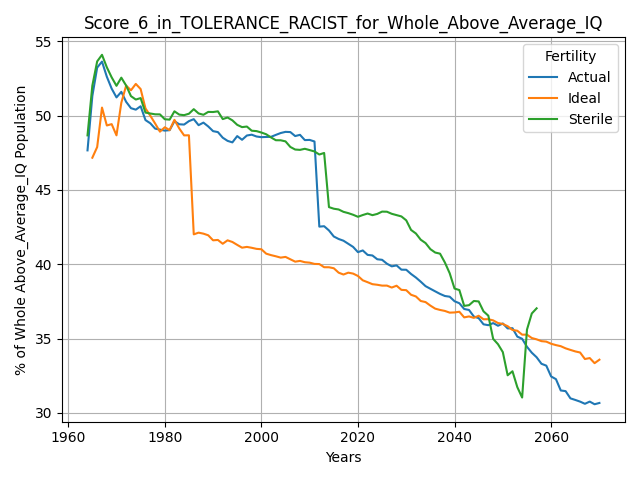 Score_6_in_TOLERANCE_RACIST_for_Whole_Above_Average_IQ
% of Whole Above_Average_IQ Population
55
50
45
40
35
30
Fertility
Actual
Ideal
Sterile
1960
1980
2000
2020
2040
2060
Years